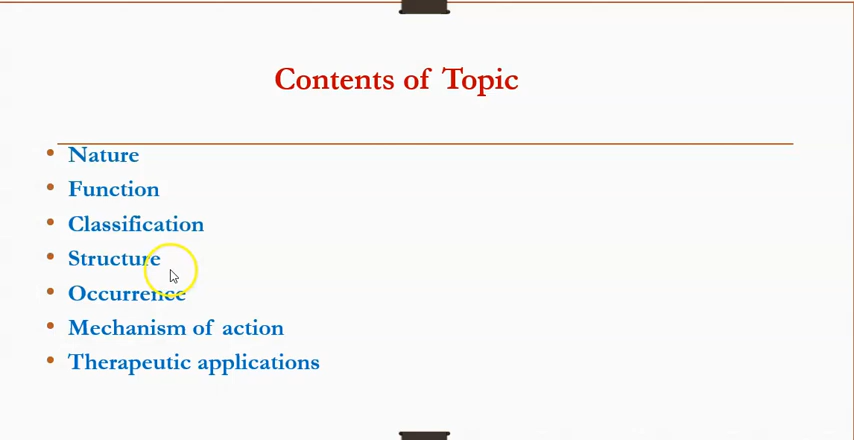 Contents of Topic
• Nature
• Function
• Classification
• Structure
• Occurrence
• Mechanism of action
• Therapeutic applications